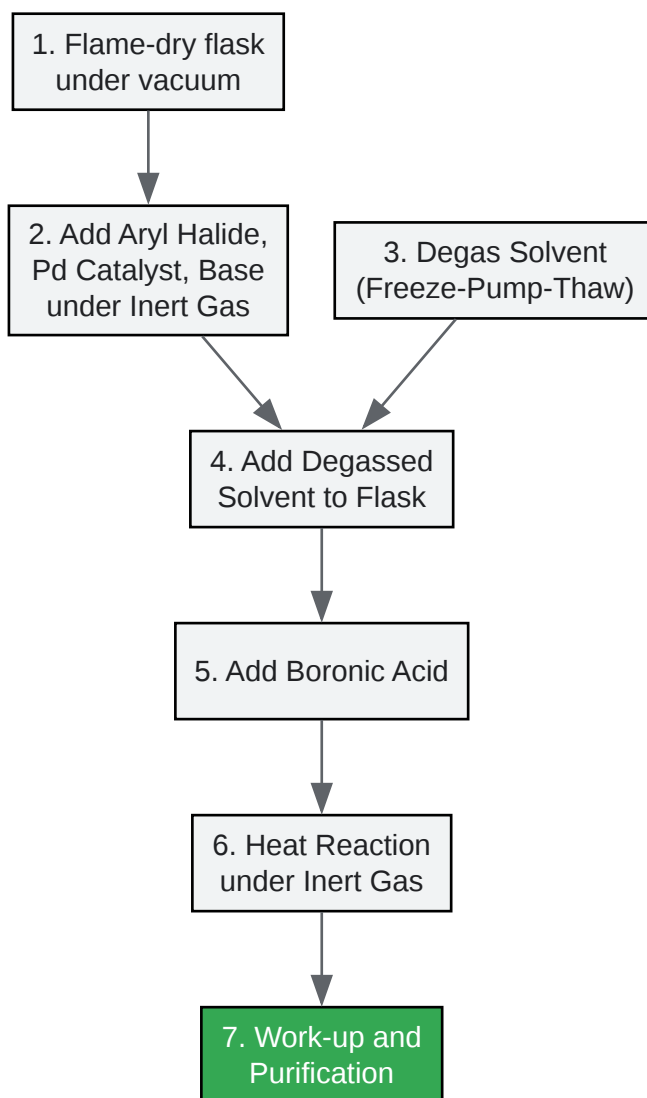 1. Flame-dry flask
under vacuum
2. Add Aryl Halide,
Pd Catalyst, Base
under Inert Gas
3. Degas Solvent
(Freeze-Pump-Thaw)
4. Add Degassed
Solvent to Flask
5. Add Boronic Acid
6. Heat Reaction
under Inert Gas
7. Work-up and
Purification